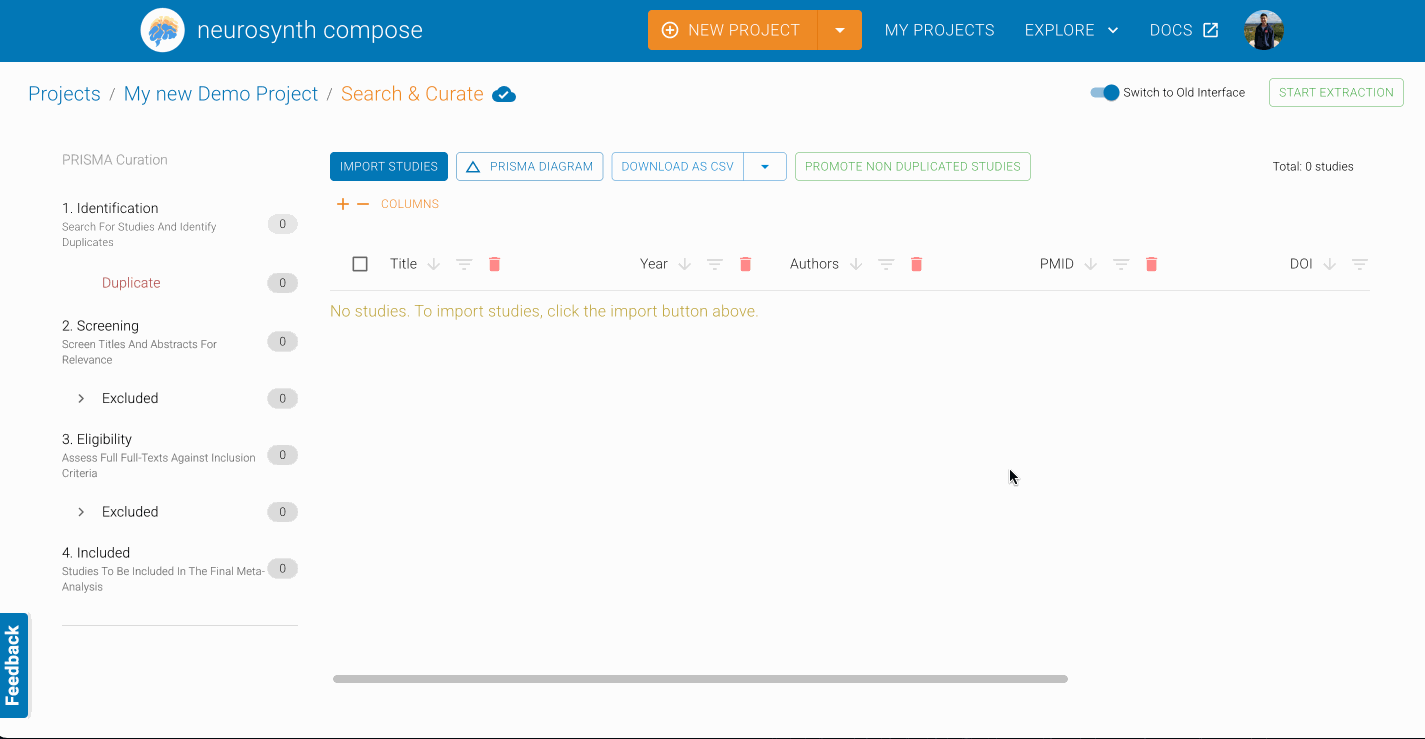 neurosynth compose
NEW PROJECT
MY PROJECTS
EXPLORE
DOCS
Projects / My new Demo Project / Search & Curate
Switch to Old Interface
START EXTRACTION
PRISMA Curation
1. Identification
Search For Studies And Identify
Duplicates
0
Duplicate
0
2. Screening
Screen Titles And Abstracts For
Relevance
0
Excluded
0
3. Eligibility
Assess Full Full-Texts Against Inclusion
Criteria
0
Excluded
0
4. Included
Studies To Be Included In The Final Meta-
Analysis
0
IMPORT STUDIES
PRISMA DIAGRAM
DOWNLOAD AS CSV
PROMOTE NON DUPLICATED STUDIES
Total: 0 studies
COLUMNS
Title
Year
Authors
PMID
DOI
No studies. To import studies, click the import button above.
Feedback